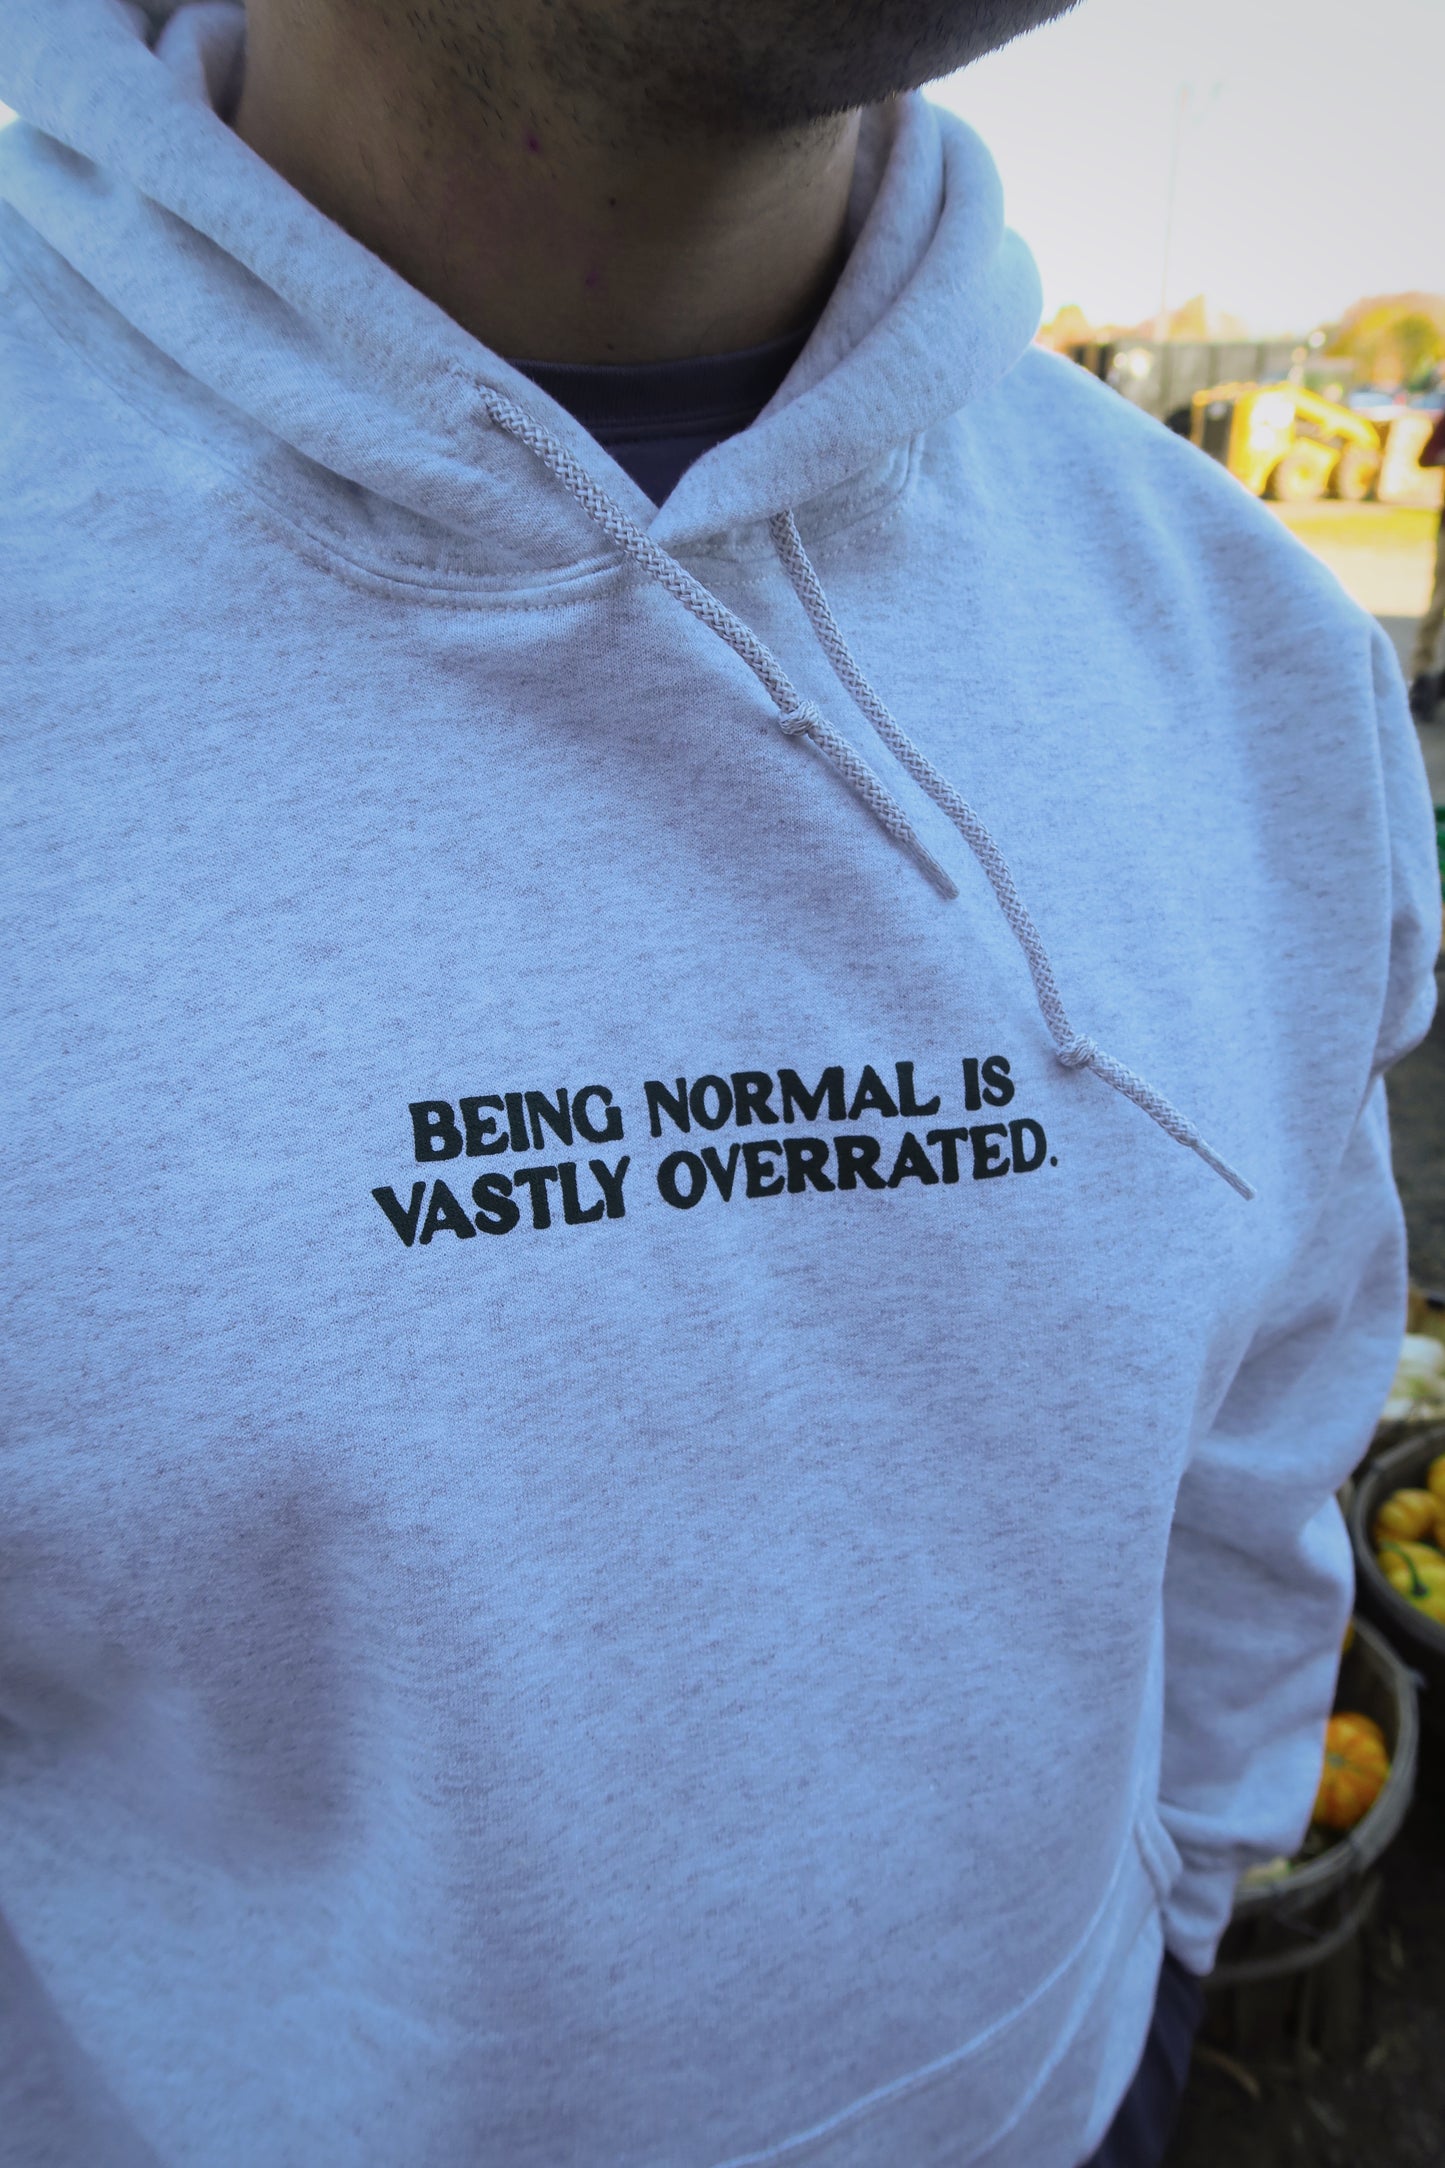 BEING NORMAL IS
VASTLY OVERRATED.